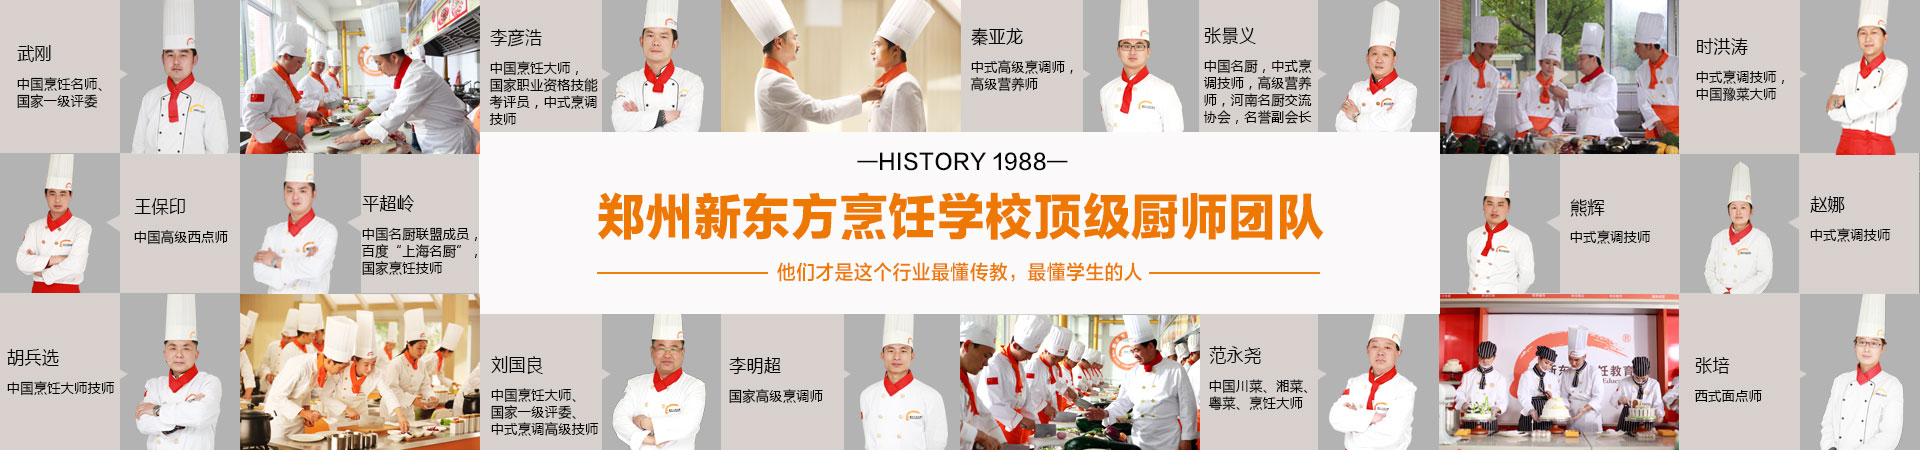 武刚
中国烹饪名师、
国家一级评委
李彦浩
中国烹饪大师，
国家职业资格技能
考评员，中式烹调
技师
秦亚龙
中式高级烹调师，
高级营养师
张景义
中国名厨，中式烹
调技师，高级营养
师，河南名厨交流
协会，名誉副会长
时洪涛
中式烹调技师，
中国豫菜大师
王保印
中国高级西点师
平超岭
中国名厨联盟成员，
百度“上海名厨”，
国家烹饪技师
—HISTORY 1988—
郑州新东方烹饪学校顶级厨师团队
他们才是这个行业最懂传教，最懂学生的人
熊辉
中式烹调技师
赵娜
中式烹调技师
胡兵选
中国烹饪大师技师
刘国良
中国烹饪大师、
国家一级评委、
中式烹调高级技师
李明超
国家高级烹调师
范永尧
中国川菜、湘菜、
粤菜、烹饪大师
张培
西式面点师